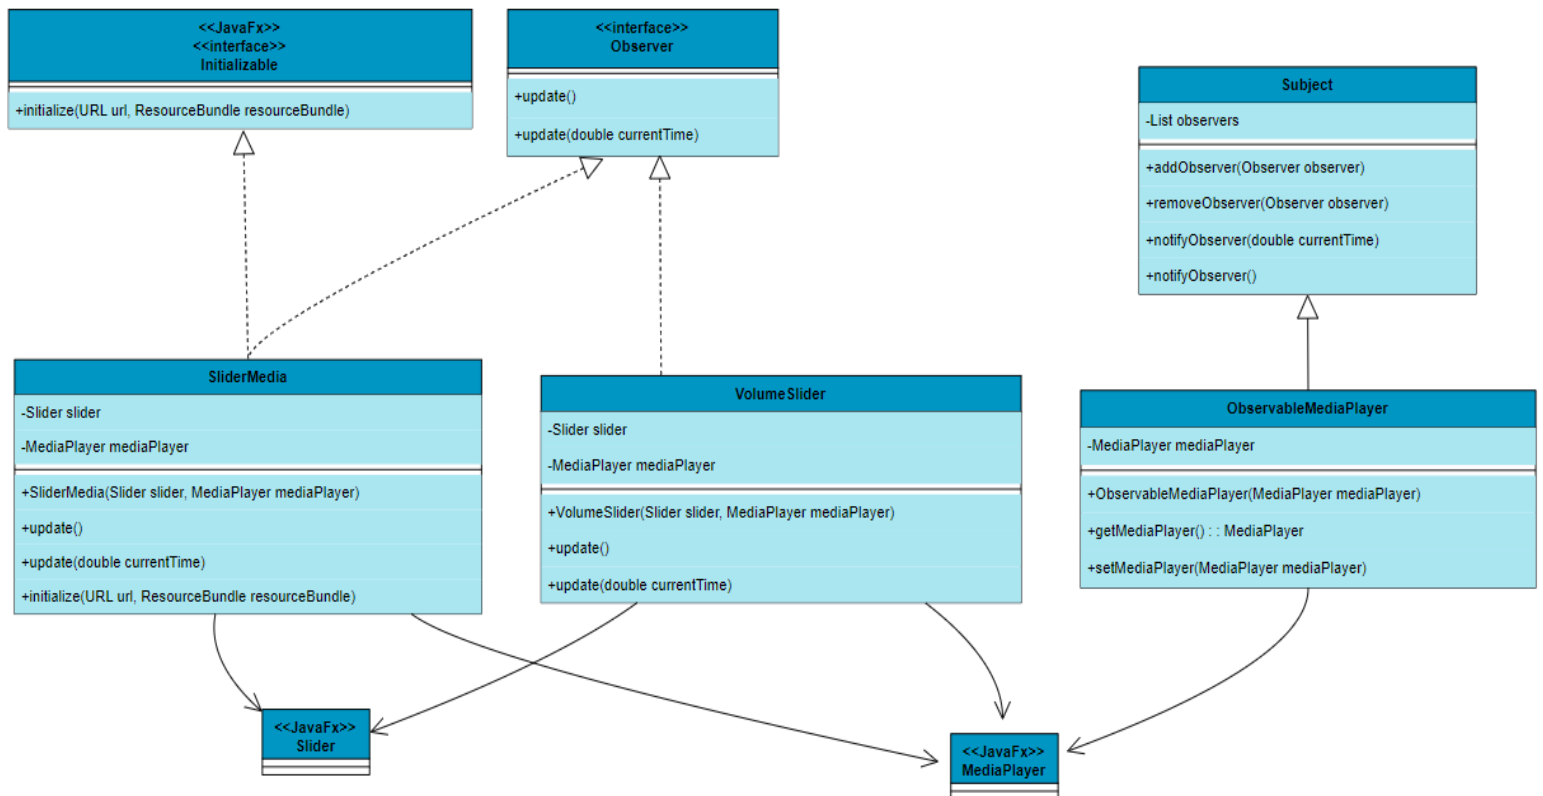 <<JavaFx>>
<<interface>>
Initializable
+initialize(URL url, ResourceBundle resourceBundle)
<<interface>>
Observer
+update()
+update(double currentTime)
Subject
-List observers
+addObserver(Observer observer)
+removeObserver(Observer observer)
+notifyObserver(double currentTime)
+notifyObserver()
SliderMedia
-Slider slider
-MediaPlayer mediaPlayer
+SliderMedia(Slider slider, MediaPlayer mediaPlayer)
+update()
+update(double currentTime)
+initialize(URL url, ResourceBundle resourceBundle)
VolumeSlider
-Slider slider
-MediaPlayer mediaPlayer
+VolumeSlider(Slider slider, MediaPlayer mediaPlayer)
+update()
+update(double currentTime)
ObservableMediaPlayer
-MediaPlayer mediaPlayer
+ObservableMediaPlayer(MediaPlayer mediaPlayer)
+getMediaPlayer() : : MediaPlayer
+setMediaPlayer(MediaPlayer mediaPlayer)
<<JavaFx>>
Slider
<<JavaFx>>
MediaPlayer